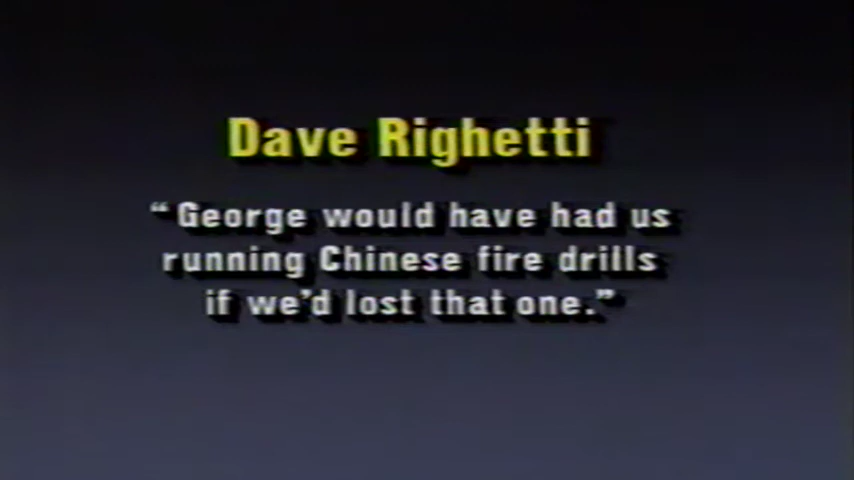 Dave Righetti
“George would have had us
running Chinese fire drills
if we'd lost that one.”